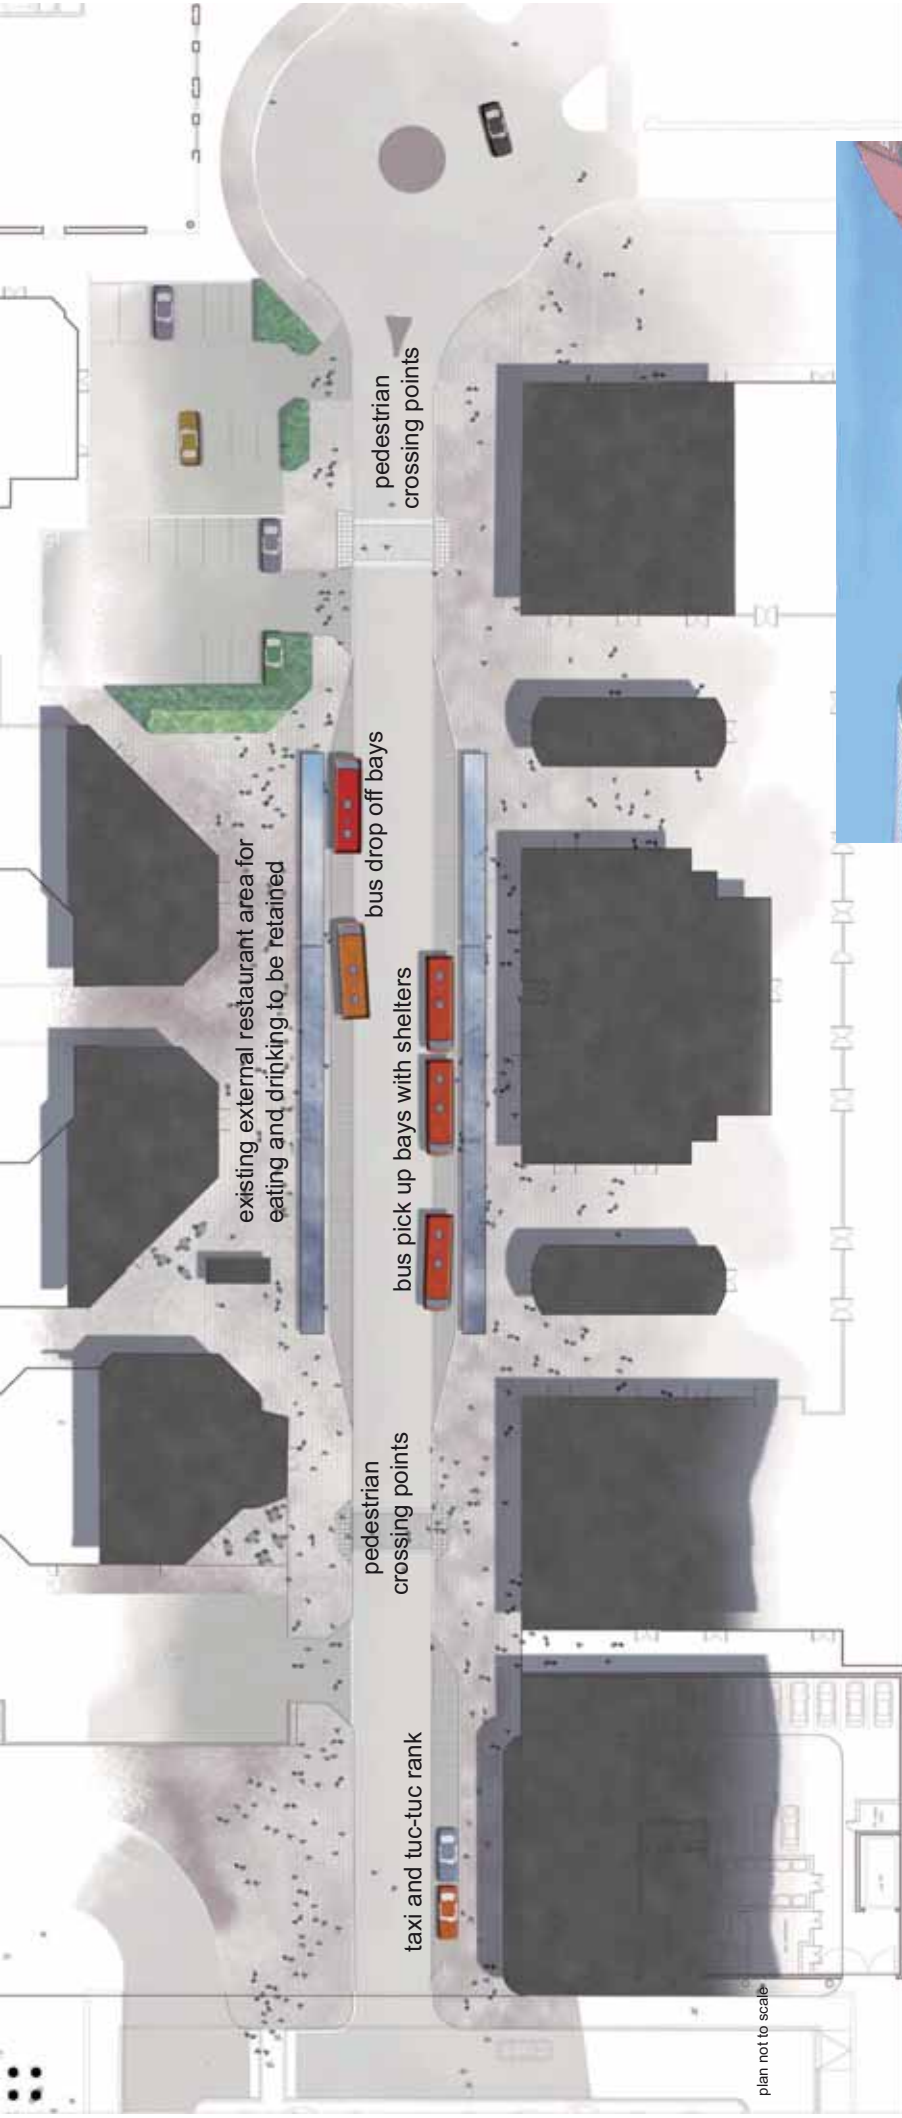 existing external restaurant area for
eating and drinking to be retained
pedestrian
crossing points
bus drop off bays
bus pick up bays with shelters
pedestrian
crossing points
taxi and tuc-tuc rank
plan not to scale